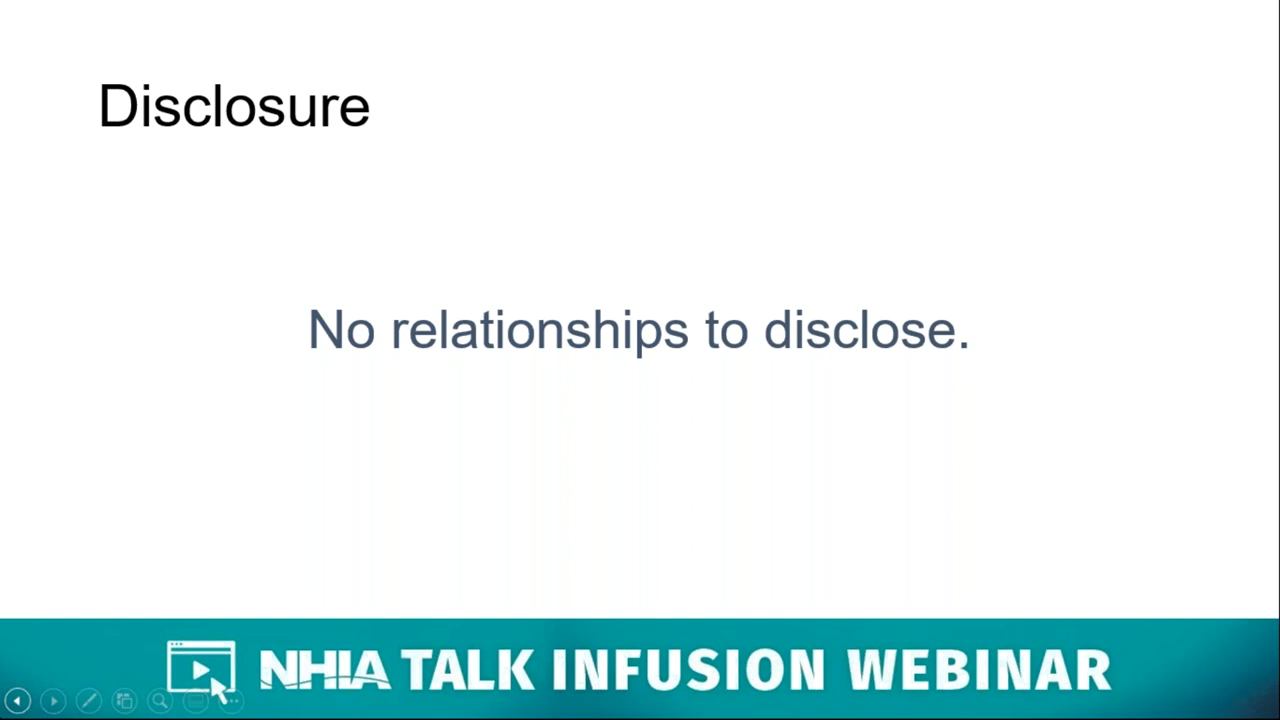 Disclosure
No relationships to disclose.
NHIA TALK INFUSION WEBINAR